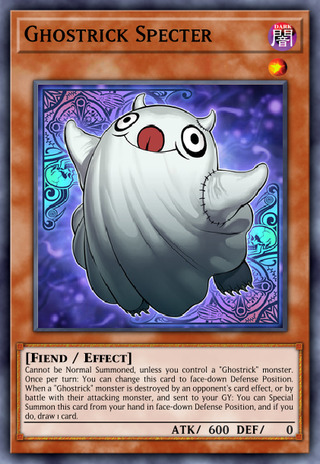 Ghostrick Specter
DARK
闇
[Fiend / Effect]
Cannot be Normal Summoned, unless you control a "Ghostrick" monster.
Once per turn: You can change this card to face-down Defense Position.
When a "Ghostrick" monster is destroyed by an opponent's card effect, or by
battle with their attacking monster, and sent to your GY: You can Special
Summon this card from your hand in face-down Defense Position, and if you
do, draw 1 card.
ATK/ 600 DEF/ 0